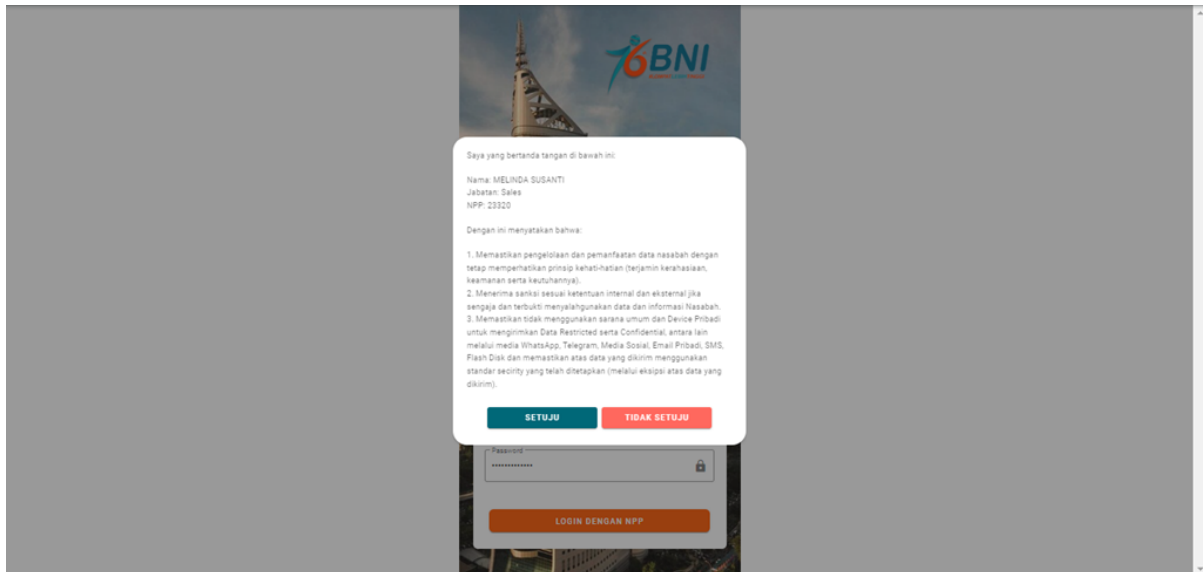 76 BNI
Saya yang bertanda tangan di bawah ini:
Nama: MELINDA SUSANTI
Jabatan: Sales
NPP: 23320
Dengan ini menyatakan bahwa:
1. Memastikan pengelolaan dan pemanfaatan data nasabah dengan
tetap memperhatikan prinsip kehati-hatian (terjamin kerahasiaan,
keamanan serta keutuhannya).
2. Menerima sanksi sesuai ketentuan internal dan eksternal jika
sengaja dan terbukti menyalahgunakan data dan informasi Nasabah.
3. Memastikan tidak menggunakan sarana umum dan Device Pribadi
untuk mengirimkan Data Restricted serta Confidential, antara lain
melalui media WhatsApp, Telegram, Media Sosial, Email Pribadi, SMS,
Flash Disk dan memastikan atas data yang dikirim menggunakan
standar secirity yang telah ditetapkan (melalui eksipsi atas data yang
dikirim).
SETUJU TIDAK SETUJU
Password
LOGIN DENGAN NPP